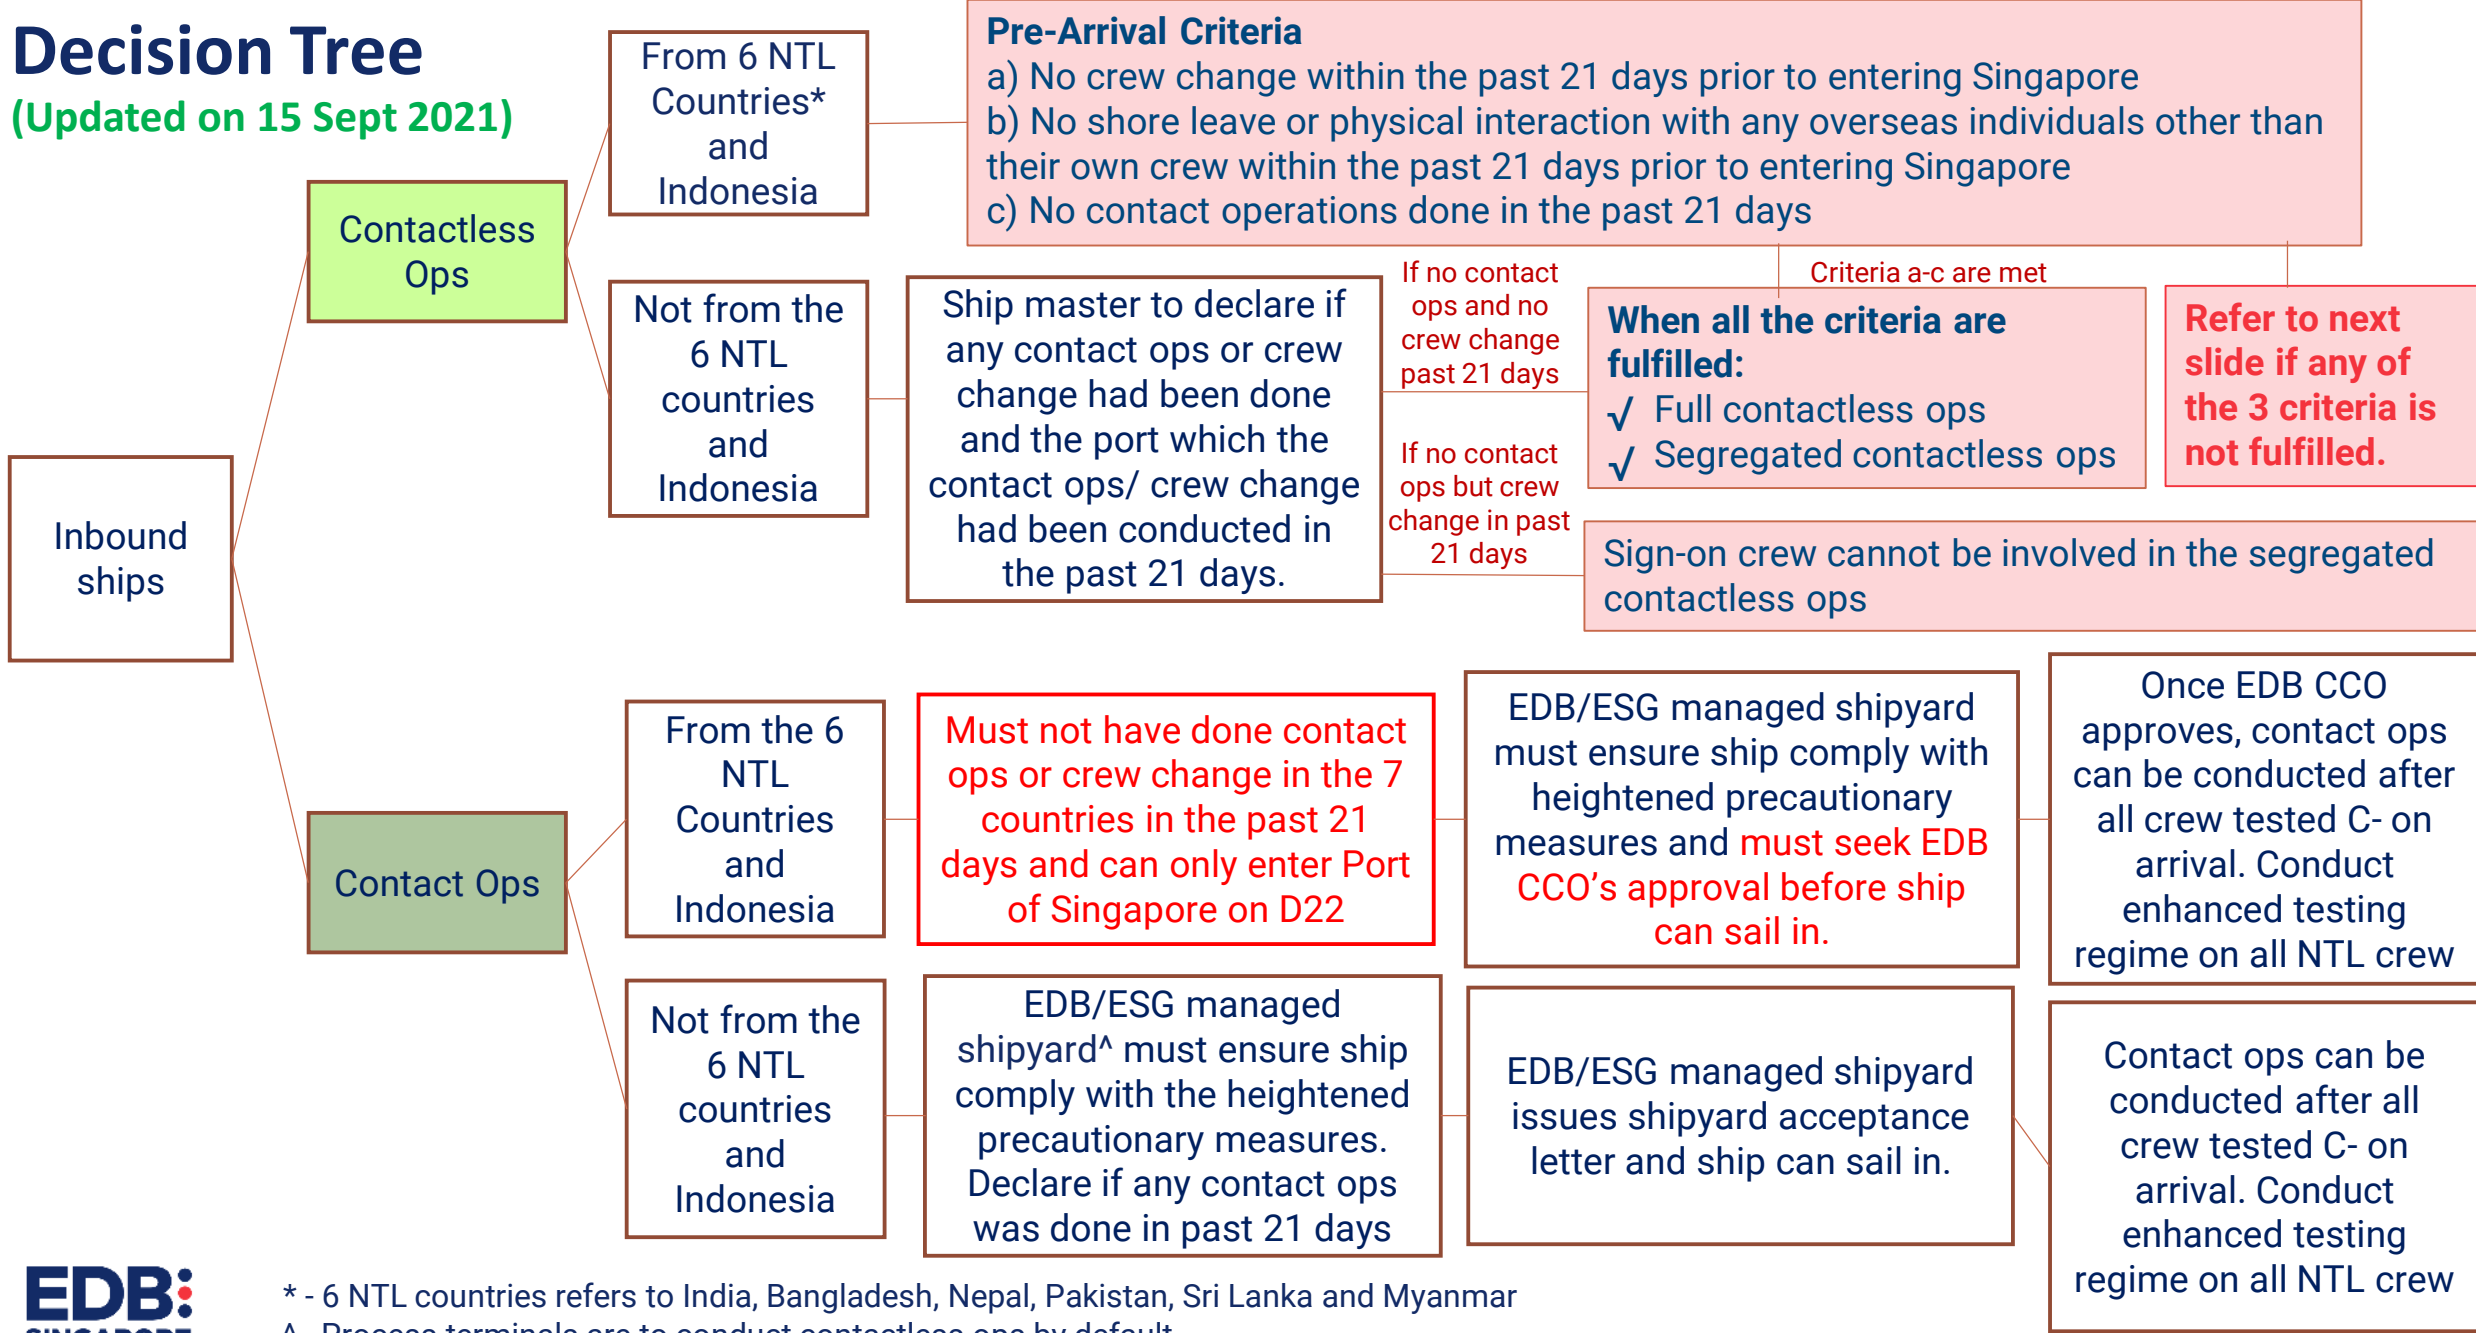 Decision Tree
(Updated on 15 Sept 2021)
Inbound
ships
Contactless
Ops
From 6 NTL
Countries*
and
Indonesia
Pre-Arrival Criteria
a) No crew change within the past 21 days prior to entering Singapore
b) No shore leave or physical interaction with any overseas individuals other than
their own crew within the past 21 days prior to entering Singapore
c) No contact operations done in the past 21 days
Criteria a-c are met
Not from the
6 NTL
countries
and
Indonesia
Ship master to declare if
any contact ops or crew
change had been done
and the port which the
contact ops/ crew change
had been conducted in
the past 21 days.
If no contact
ops and no
crew change
past 21 days
When all the criteria are
fulfilled:
√ Full contactless ops
√ Segregated contactless ops
Refer to next
slide if any of
the 3 criteria is
not fulfilled.
If no contact
ops but crew
change in past
21 days
Sign-on crew cannot be involved in the segregated
contactless ops
Contact Ops
From the 6
NTL
Countries
and
Indonesia
Must not have done contact
ops or crew change in the 7
countries in the past 21
days and can only enter Port
of Singapore on D22
EDB/ESG managed shipyard
must ensure ship comply with
heightened precautionary
measures and must seek EDB
CCO’s approval before ship
can sail in.
Once EDB CCO
approves, contact ops
can be conducted after
all crew tested C- on
arrival. Conduct
enhanced testing
regime on all NTL crew
Not from the
6 NTL
countries
and
Indonesia
EDB/ESG managed
shipyard^ must ensure ship
comply with the heightened
precautionary measures.
Declare if any contact ops
was done in past 21 days
EDB/ESG managed shipyard
issues shipyard acceptance
letter and ship can sail in.
Contact ops can be
conducted after all
crew tested C- on
arrival. Conduct
enhanced testing
regime on all NTL crew
EDB
SINGAPORE
* - 6 NTL countries refers to India, Bangladesh, Nepal, Pakistan, Sri Lanka and Myanmar
^ - Process terminals are to conduct contactless ops by default